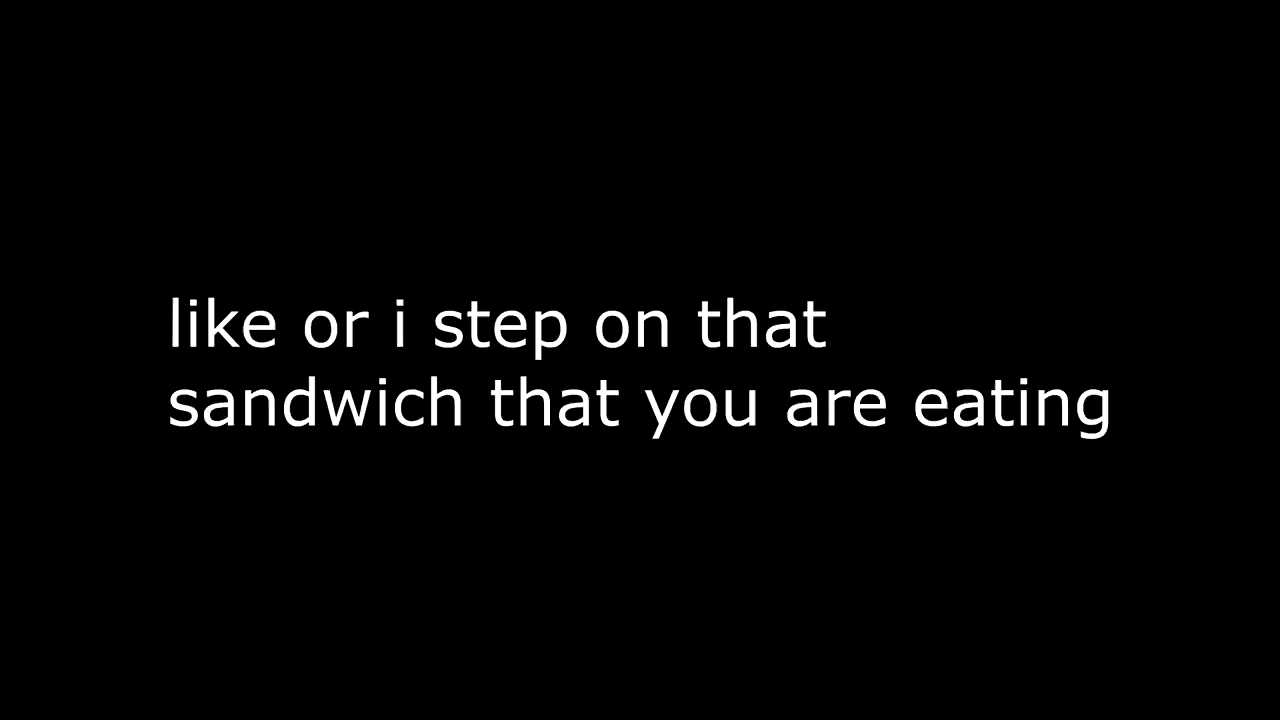 like or i step on that
sandwich that you are eating